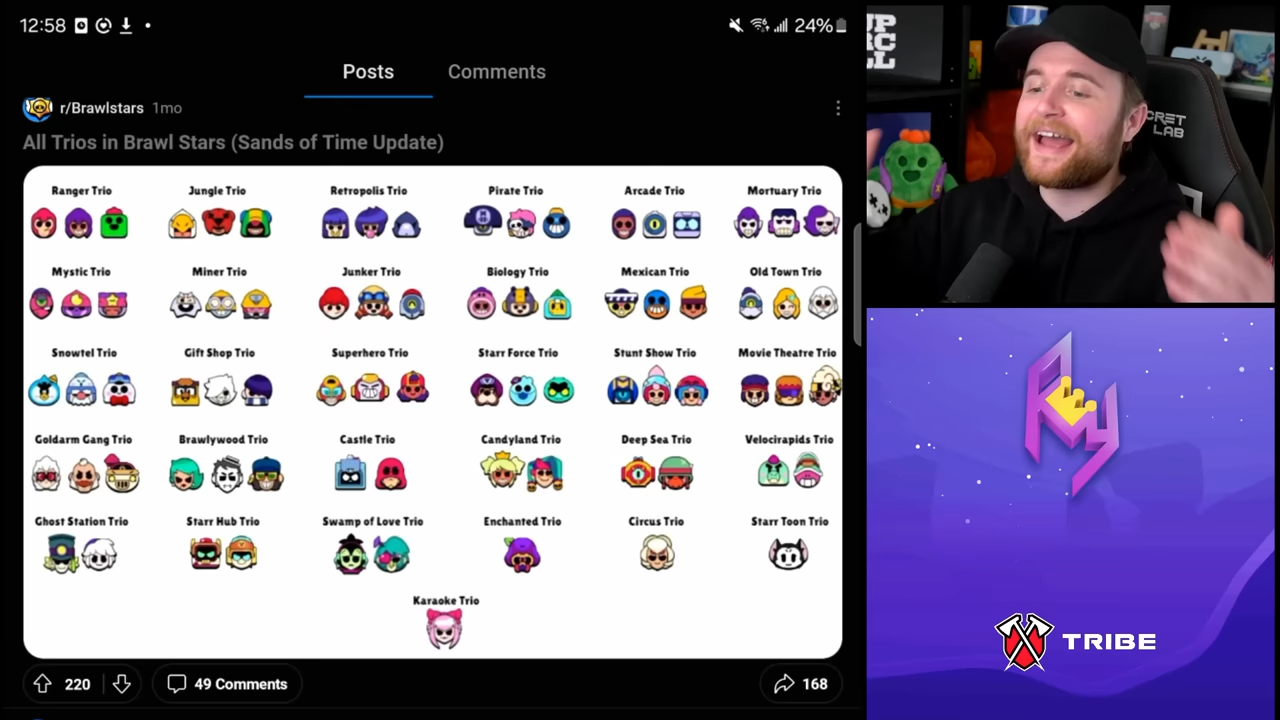 12:58
24%
Posts
Comments
r/Brawlstars 1mo
All Trios in Brawl Stars (Sands of Time Update)
Ranger Trio
Jungle Trio
Retropolis Trio
Pirate Trio
Arcade Trio
Mortuary Trio
Mystic Trio
Miner Trio
Junker Trio
Biology Trio
Mexican Trio
Old Town Trio
Snowtel Trio
Gift Shop Trio
Superhero Trio
Starr Force Trio
Stunt Show Trio
Movie Theatre Trio
Goldarm Gang Trio
Brawlywood Trio
Castle Trio
Candyland Trio
Deep Sea Trio
Velocirapids Trio
Ghost Station Trio
Starr Hub Trio
Swamp of Love Trio
Enchanted Trio
Circus Trio
Starr Toon Trio
Karaoke Trio
220
49 Comments
168
CRET
LAB
Rey
TRIBE